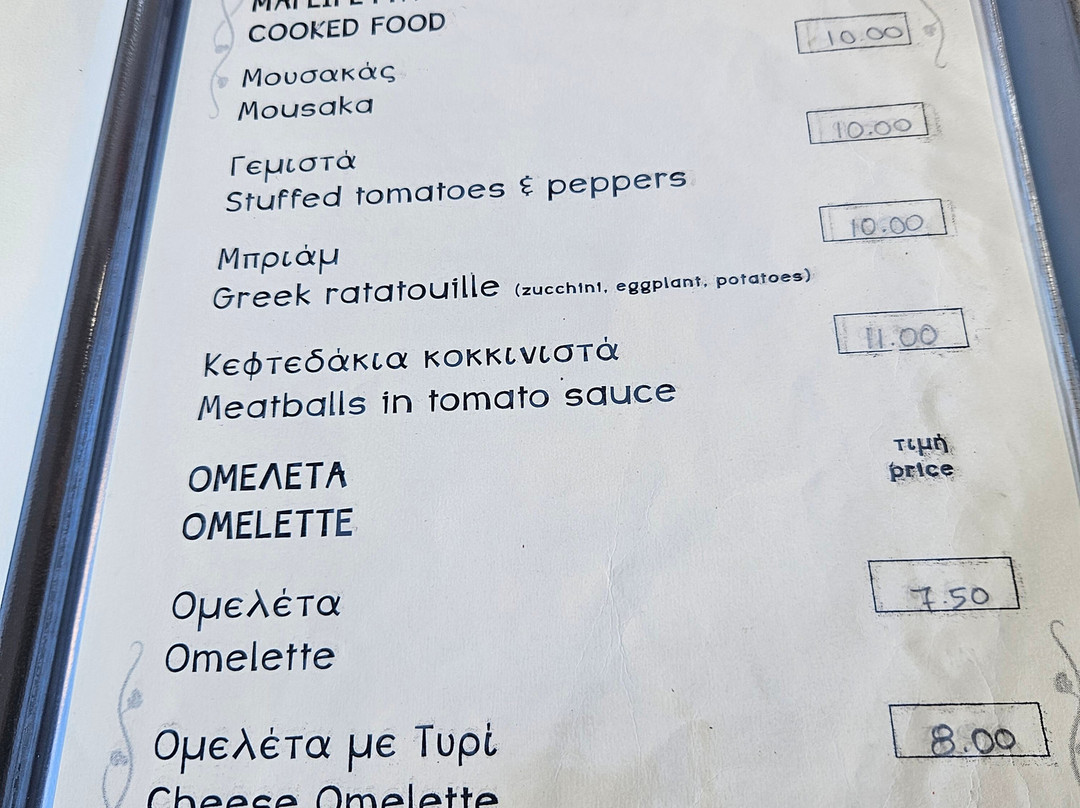 COOKED FOOD
Μουσακάς 10.00
Mousaka
Γεμιστά 10.00
Stuffed tomatoes & peppers
Μπριάμ 10.00
Greek ratatouille (zucchini, eggplant, potatoes)
Κεφτεδάκια κοκκινιστά 11.00
Meatballs in tomato sauce
ΟΜΕΛΕΤΑ τιμή
OMELETTE price
Ομελέτα 7.50
Omelette
Ομελέτα με Τυρί 8.00
Cheese Omelette